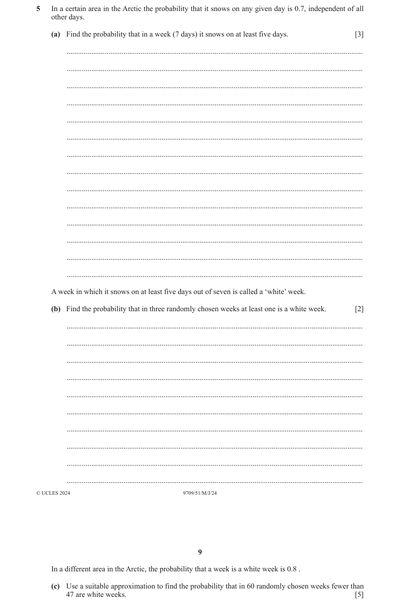 5 In a certain area in the Arctic the probability that it snows on any given day is 0.7, independent of all
other days.
(a) Find the probability that in a week (7 days) it snows on at least five days. [3]
A week in which it snows on at least five days out of seven is called a ‘white’ week.
(b) Find the probability that in three randomly chosen weeks at least one is a white week. [2]
© UCLES 2024 9709/51/M/J/24
9
In a different area in the Arctic, the probability that a week is a white week is 0.8 .
(c) Use a suitable approximation to find the probability that in 60 randomly chosen weeks fewer than
47 are white weeks. [5]